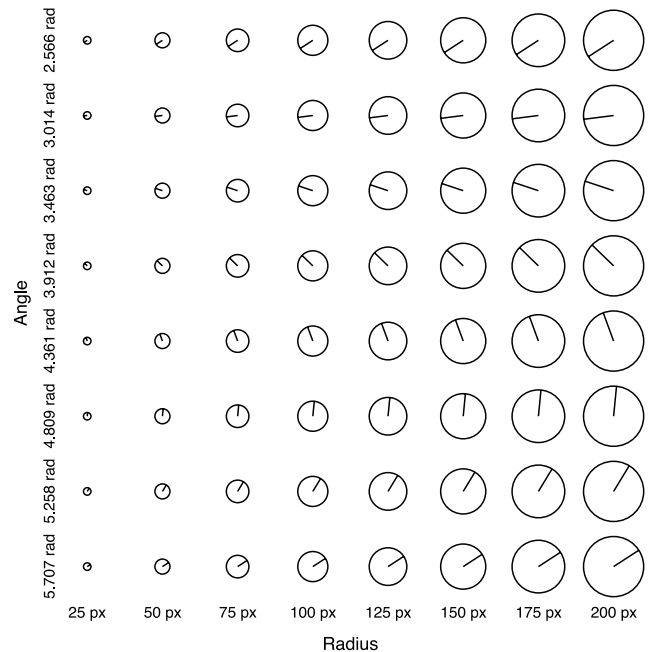 2.566 rad
3.014 rad
3.463 rad
3.912 rad
4.361 rad
4.809 rad
5.258 rad
5.707 rad
Angle
25 px 50 px 75 px 100 px 125 px 150 px 175 px 200 px
Radius